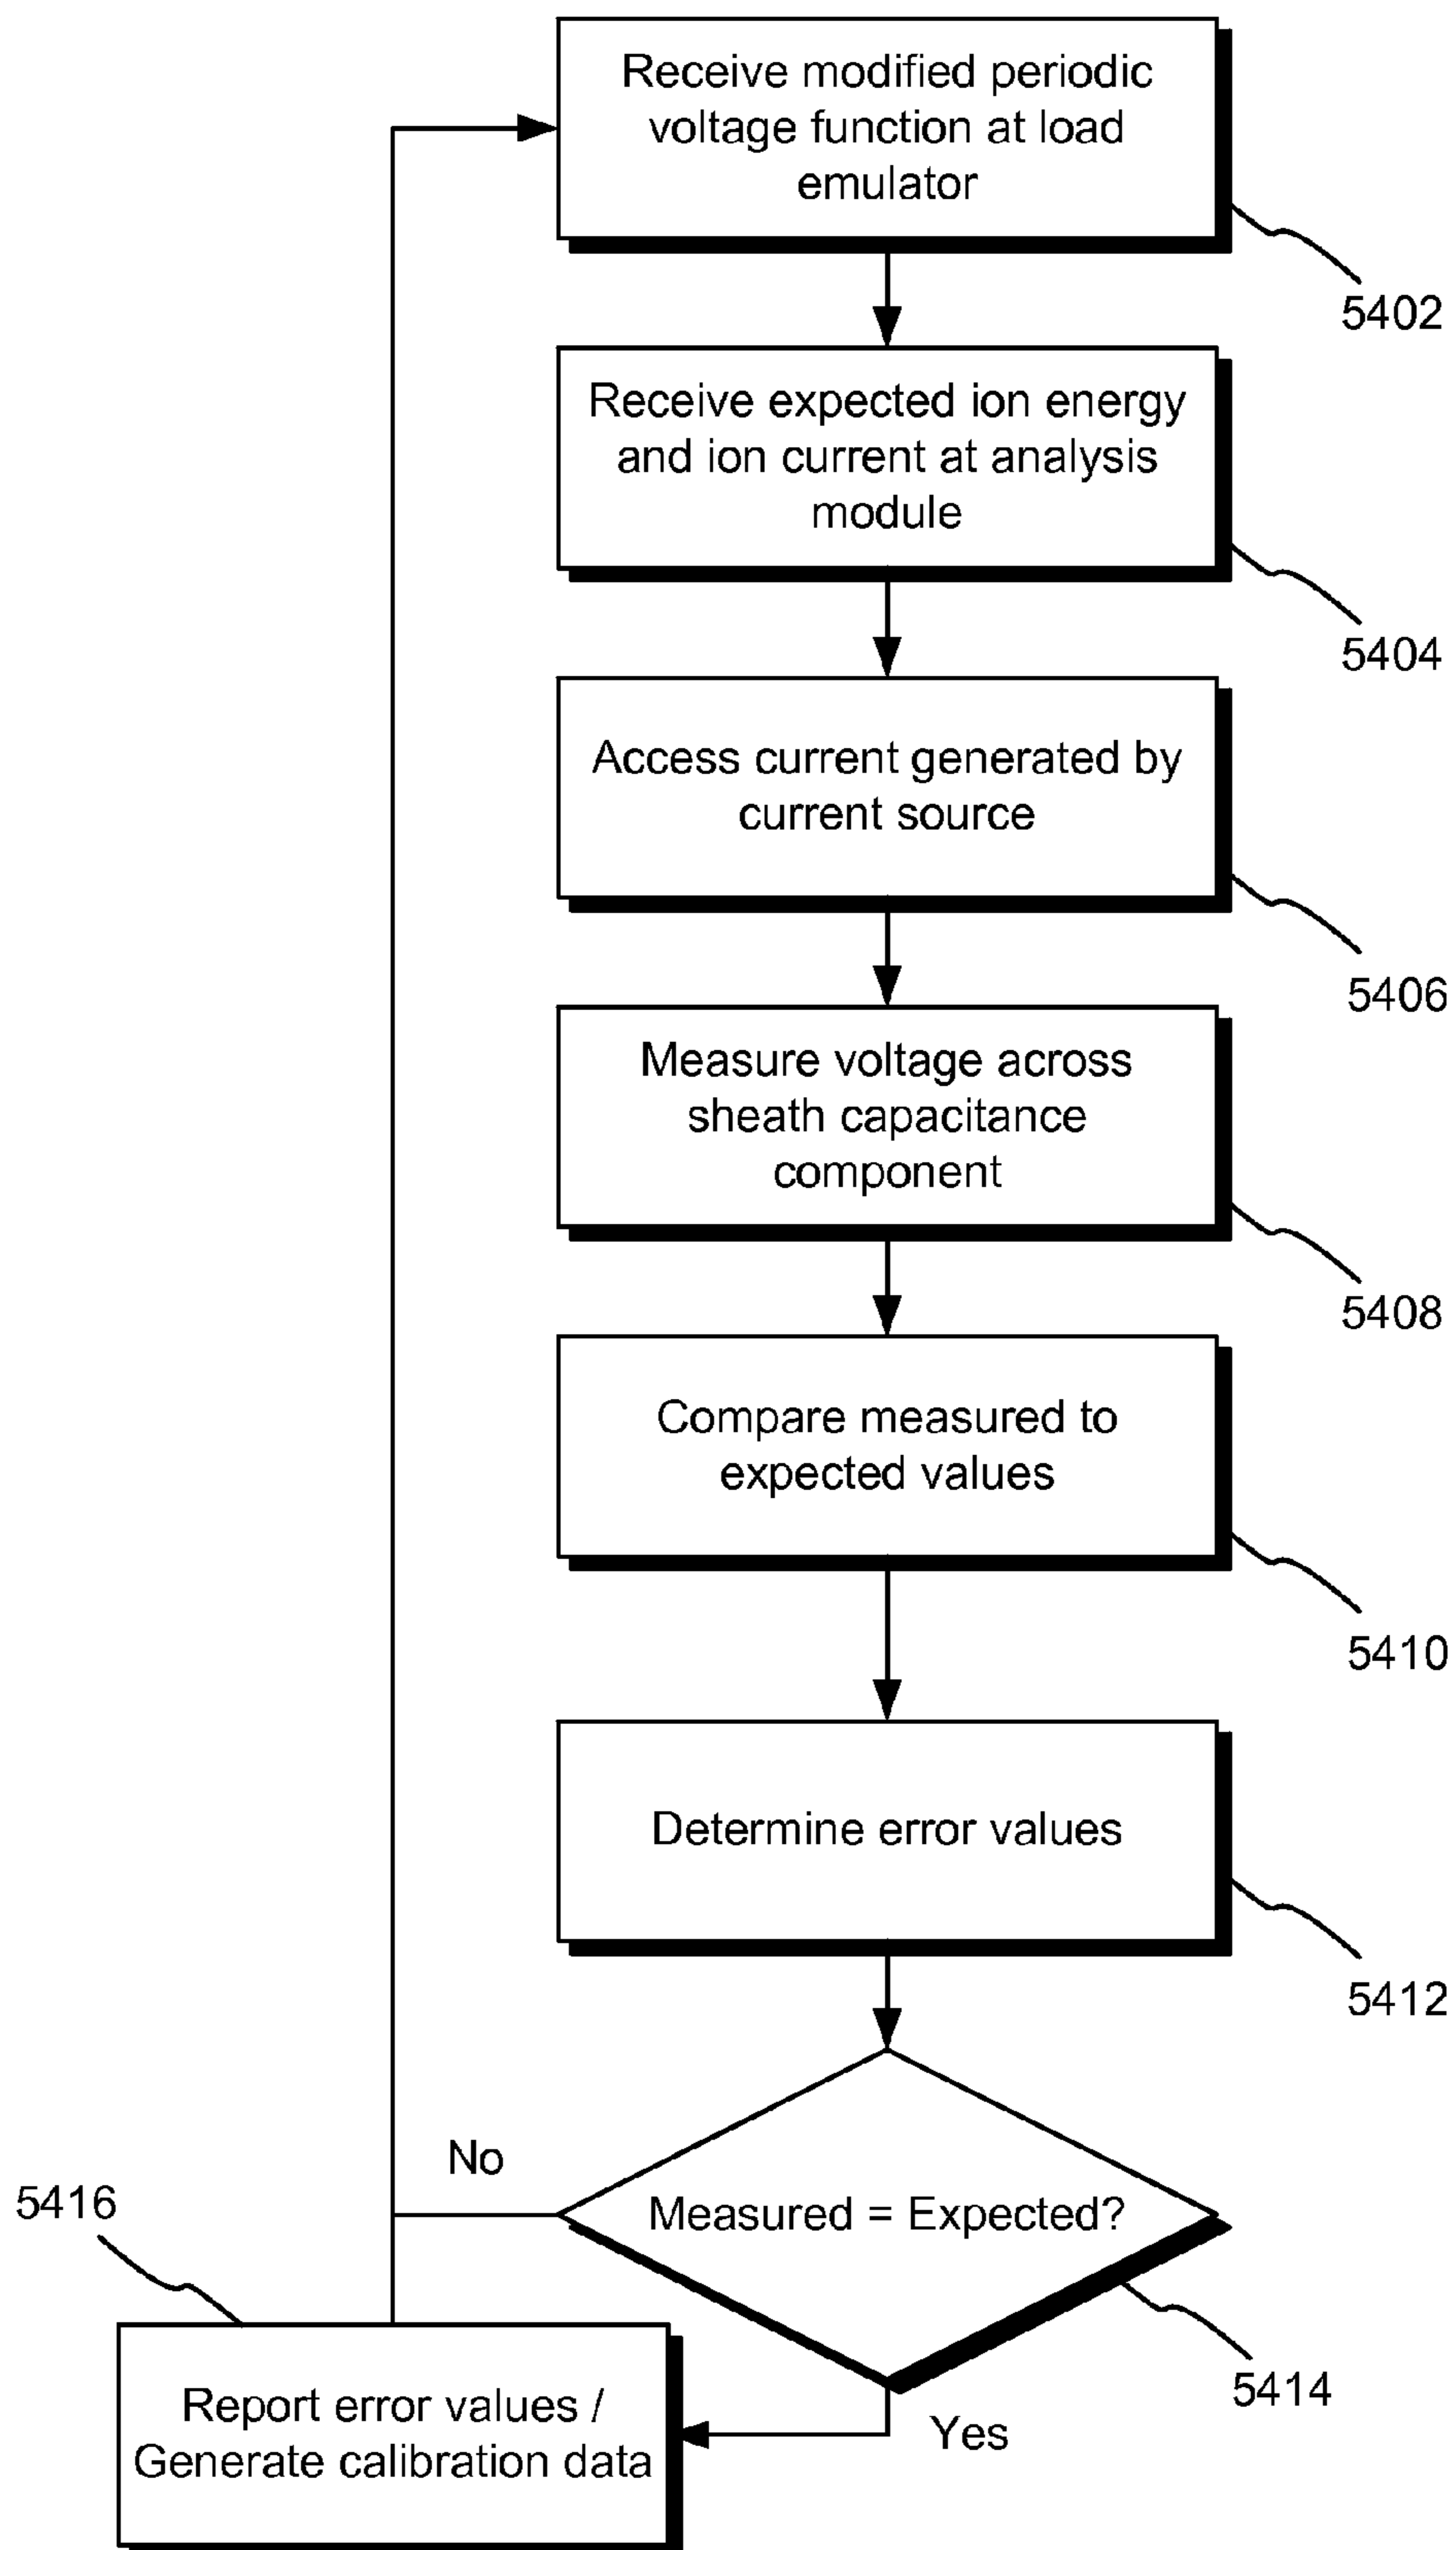 Receive modified periodic
voltage function at load
emulator
5402
Receive expected ion energy
and ion current at analysis
module
5404
Access current generated by
current source
5406
Measure voltage across
sheath capacitance
component
5408
Compare measured to
expected values
5410
Determine error values
5412
No
Measured = Expected?
5416
5414
Report error values /
Generate calibration data
Yes